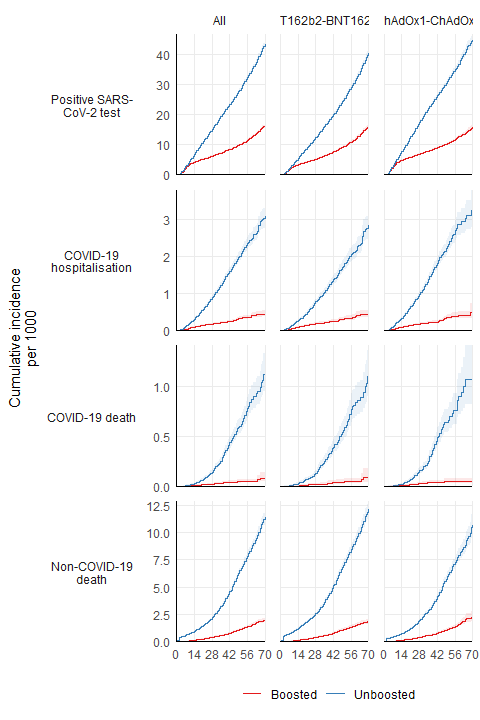 All
T162b2-BNT162
hAdOx1-ChAdOx
Cumulative incidence
per 1000
Positive SARS-
CoV-2 test
40
30
20
10
0
COVID-19
hospitalisation
3
2
1
0
COVID-19 death
1.0
0.5
0.0
Non-COVID-19
death
12.5
10.0
7.5
5.0
2.5
0.0
0 14 28 42 56 70
0 14 28 42 56 70
0 14 28 42 56 70
Boosted
Unboosted